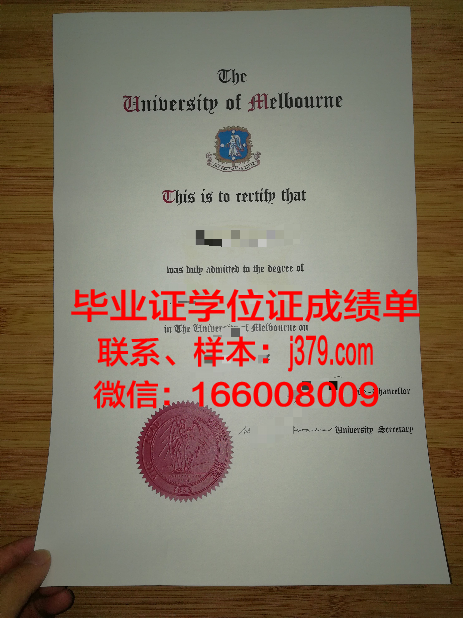 The
University of Melbourne
This is to certify that
was duly admitted to the degree of
毕业证学位证成绩单
in The University of Melbourne on
联系、样本：j379.com
微信：166008009
Chancellor
University Secretary